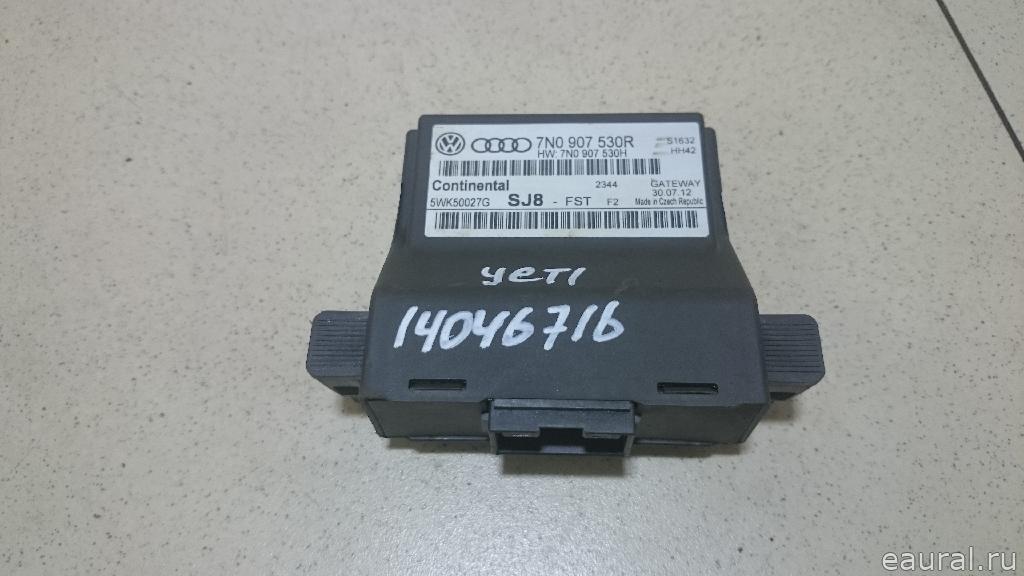 7N0 907 530R
HW: 7N0 907 530H
S1632
HH42
Continental
2344
GATEWAY
5WK50027G
SJ8 - FST F2
30.07.12
Made in Czech Republic
yeti
14046716
eaural.ru